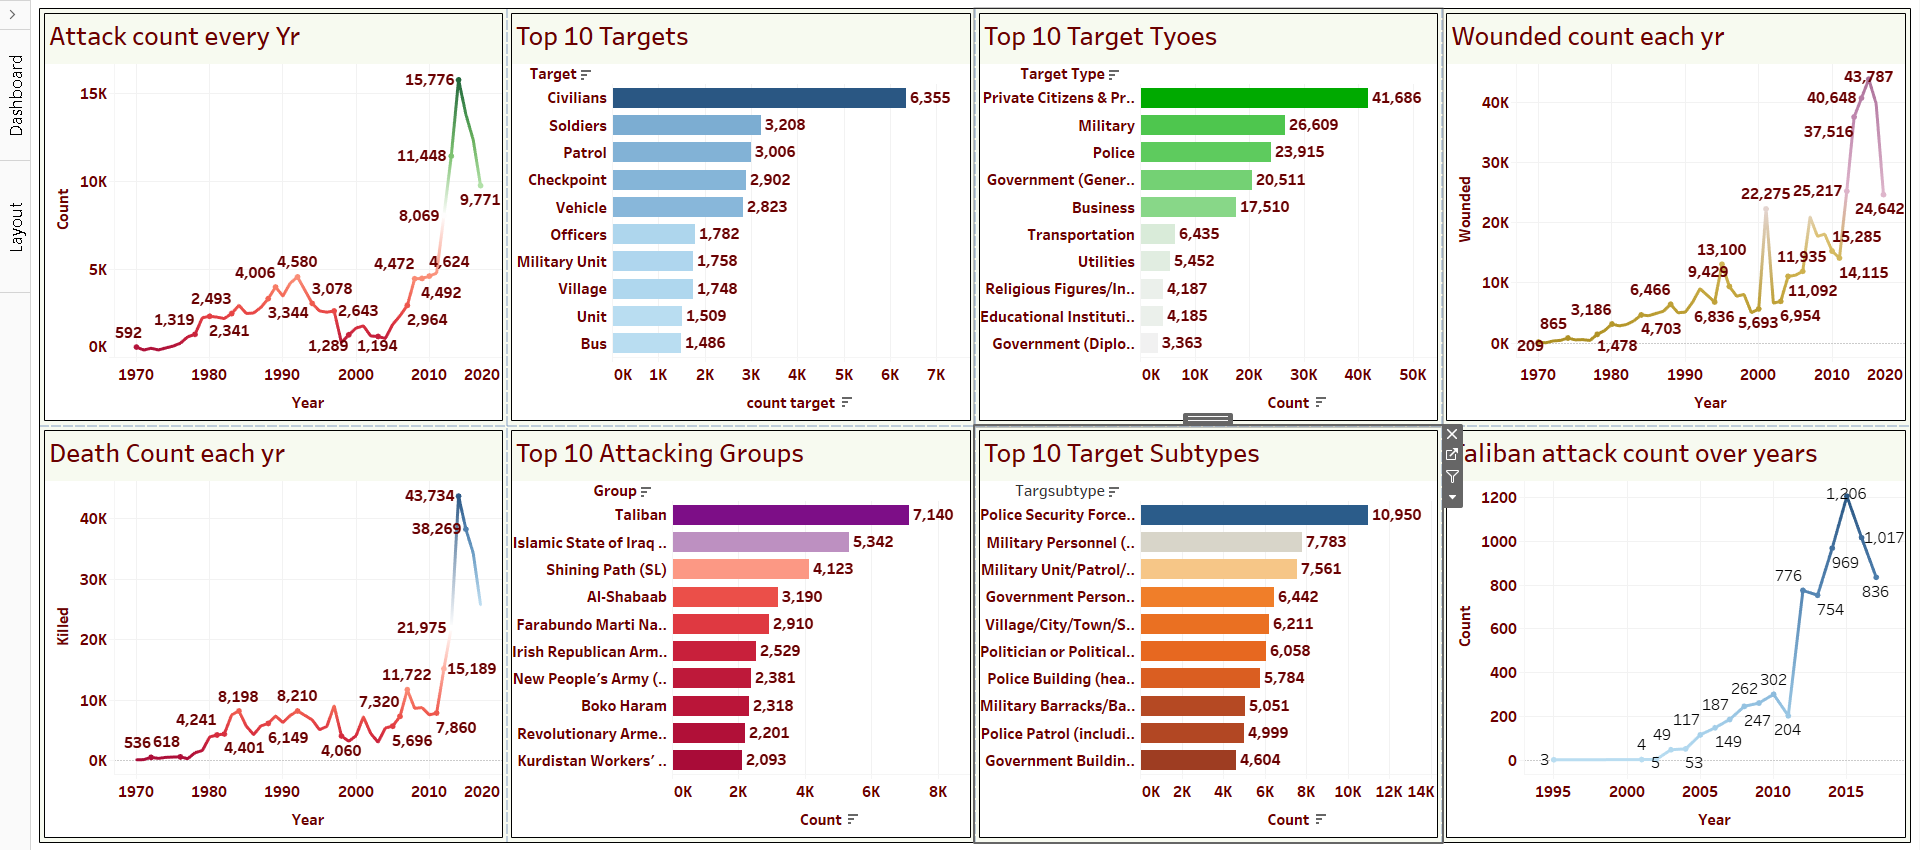 Dashboard
Layout
Attack count every Yr
15K
10K
5K
0K
Count
592
1,319
2,493
2,341
4,006
3,344
4,580
3,078
2,643
1,289
1,194
4,472
2,964
4,492
4,624
8,069
11,448
15,776
9,771
1970
1980
1990
2000
2010
2020
Year
Top 10 Targets
Target
Civilians 6,355
Soldiers 3,208
Patrol 3,006
Checkpoint 2,902
Vehicle 2,823
Officers 1,782
Military Unit 1,758
Village 1,748
Unit 1,509
Bus 1,486
0K 1K 2K 3K 4K 5K 6K 7K
count target
Top 10 Target Tyoes
Target Type
Private Citizens & Pr.. 41,686
Military 26,609
Police 23,915
Government (Gener.. 20,511
Business 17,510
Transportation 6,435
Utilities 5,452
Religious Figures/In.. 4,187
Educational Instituti.. 4,185
Government (Diplo.. 3,363
0K 10K 20K 30K 40K 50K
Count
Wounded count each yr
40K
30K
20K
10K
0K
Wounded
209
865
3,186
1,478
6,466
4,703
9,429
13,100
6,836
5,693
22,275
6,954
11,092
11,935
25,217
15,285
14,115
37,516
40,648
43,787
24,642
1970 1980 1990 2000 2010 2020
Year
Death Count each yr
40K
30K
20K
10K
0K
Killed
536
618
4,241
8,198
4,401
6,149
8,210
4,060
7,320
5,696
11,722
7,860
15,189
21,975
38,269
43,734
1970 1980 1990 2000 2010 2020
Year
Top 10 Attacking Groups
Group
Taliban 7,140
Islamic State of Iraq .. 5,342
Shining Path (SL) 4,123
Al-Shabaab 3,190
Farabundo Marti Na.. 2,910
Irish Republican Arm.. 2,529
New People's Army (.. 2,381
Boko Haram 2,318
Revolutionary Arme.. 2,201
Kurdistan Workers' .. 2,093
0K 2K 4K 6K 8K
Count
Top 10 Target Subtypes
Targsubtype
Police Security Force.. 10,950
Military Personnel (.. 7,783
Military Unit/Patrol/.. 7,561
Government Person.. 6,442
Village/City/Town/S.. 6,211
Politician or Political.. 6,058
Police Building (hea.. 5,784
Military Barracks/Ba.. 5,051
Police Patrol (includi.. 4,999
Government Buildin.. 4,604
0K 2K 4K 6K 8K 10K 12K 14K
Count
aliban attack count over years
1200
1000
800
600
400
200
0
Count
3
4
5
49
53
117
149
187
262
247
302
204
776
754
969
1,206
1,017
836
1995 2000 2005 2010 2015
Year